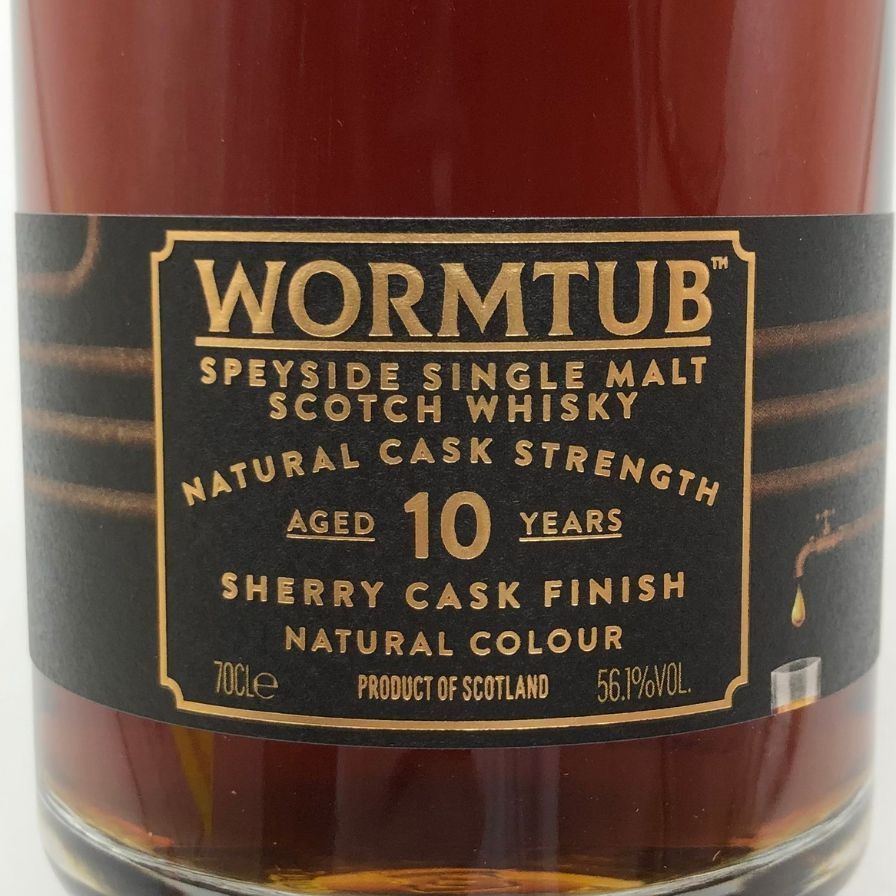 WORMTUB™
SPEYSIDE SINGLE MALT
SCOTCH WHISKY
NATURAL CASK STRENGTH
AGED 10 YEARS
SHERRY CASK FINISH
NATURAL COLOUR
70CL℮ PRODUCT OF SCOTLAND 56.1%VOL.